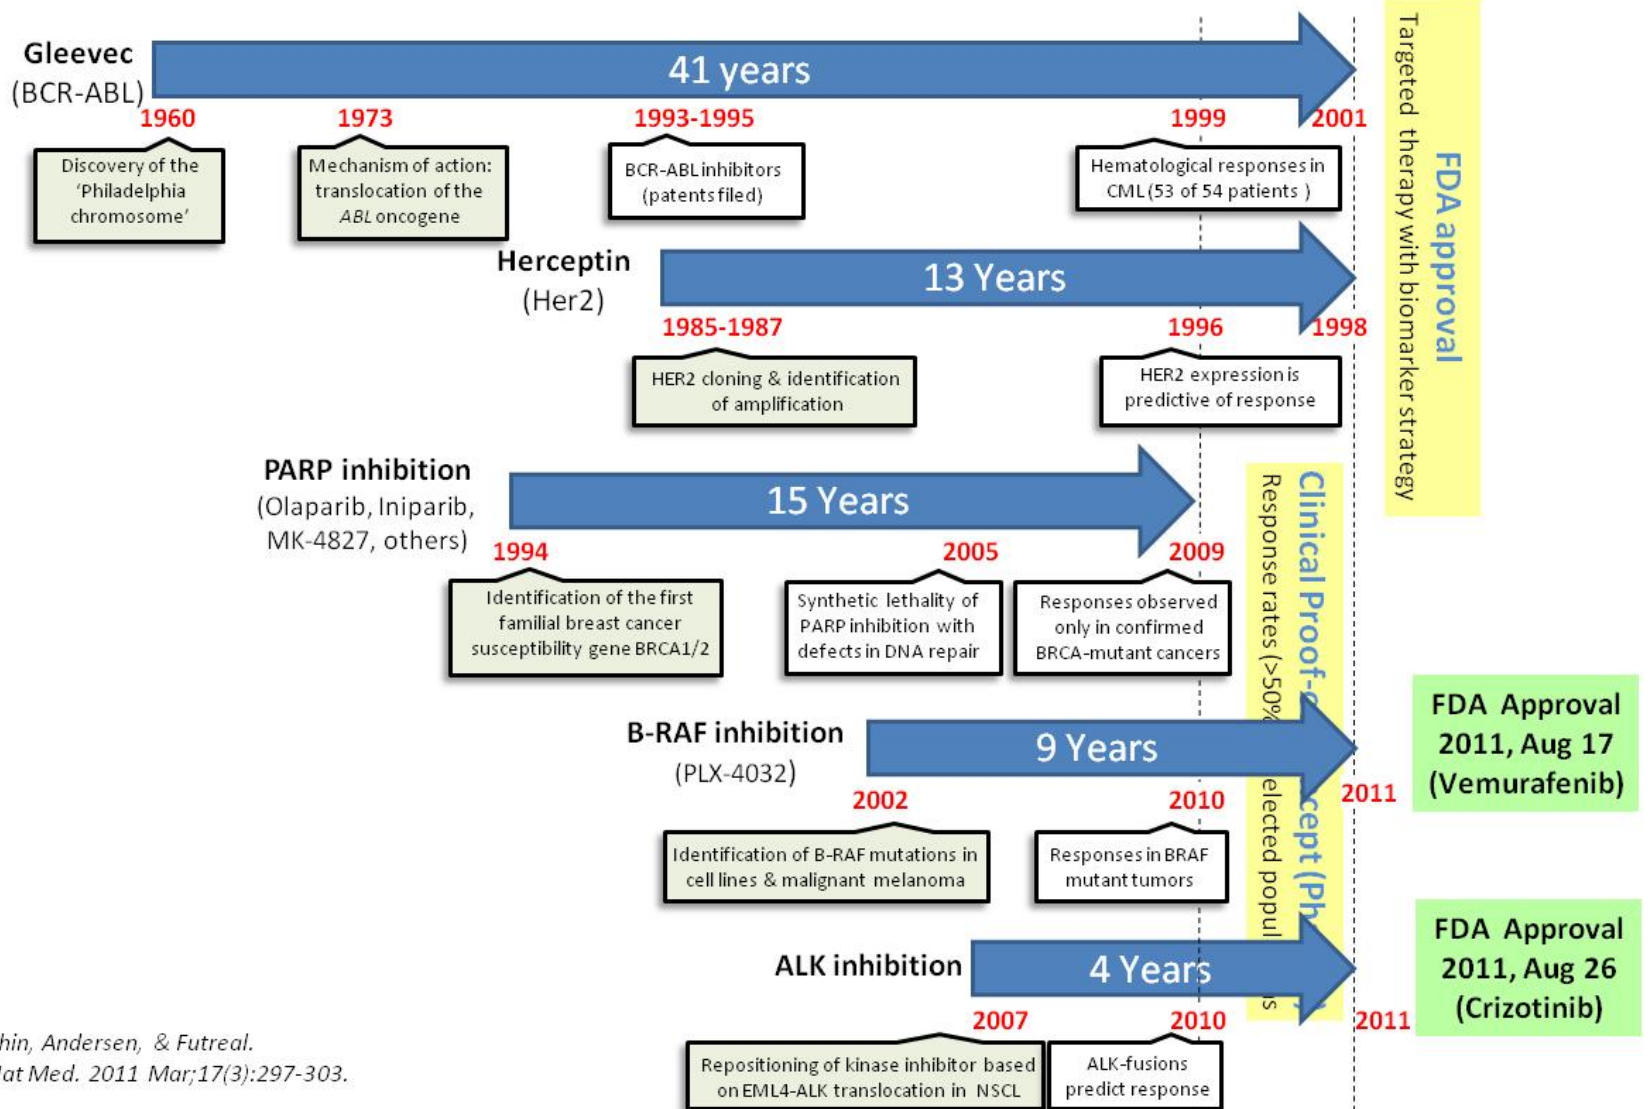 Gleevec
(BCR-ABL)
41 years
1960
1973
1993-1995
1999
2001
Discovery of the
'Philadelphia
chromosome'
Mechanism of action:
translocation of the
ABL oncogene
BCR-ABL inhibitors
(patents filed)
Hematological responses in
CML (53 of 54 patients )
FDA approval
Targeted therapy with biomarker strategy
Herceptin
(Her2)
13 Years
1985-1987
1996
1998
HER2 cloning & identification
of amplification
HER2 expression is
predictive of response
PARP inhibition
(Olaparib, Iniparib,
MK-4827, others)
15 Years
1994
2005
2009
Identification of the first
familial breast cancer
susceptibility gene BRCA1/2
Synthetic lethality of
PARP inhibition with
defects in DNA repair
Responses observed
only in confirmed
BRCA-mutant cancers
Clinical Proof-
Response rates (>50%
B-RAF inhibition
(PLX-4032)
9 Years
2002
2010
2011
Identification of B-RAF mutations in
cell lines & malignant melanoma
Responses in BRAF
mutant tumors
FDA Approval
2011, Aug 17
(Vemurafenib)
ALK inhibition
4 Years
2007
2010
2011
Repositioning of kinase inhibitor based
on EML4-ALK translocation in NSCL
ALK-fusions
predict response
FDA Approval
2011, Aug 26
(Crizotinib)
hin, Andersen, & Futreal.
Nat Med. 2011 Mar;17(3):297-303.